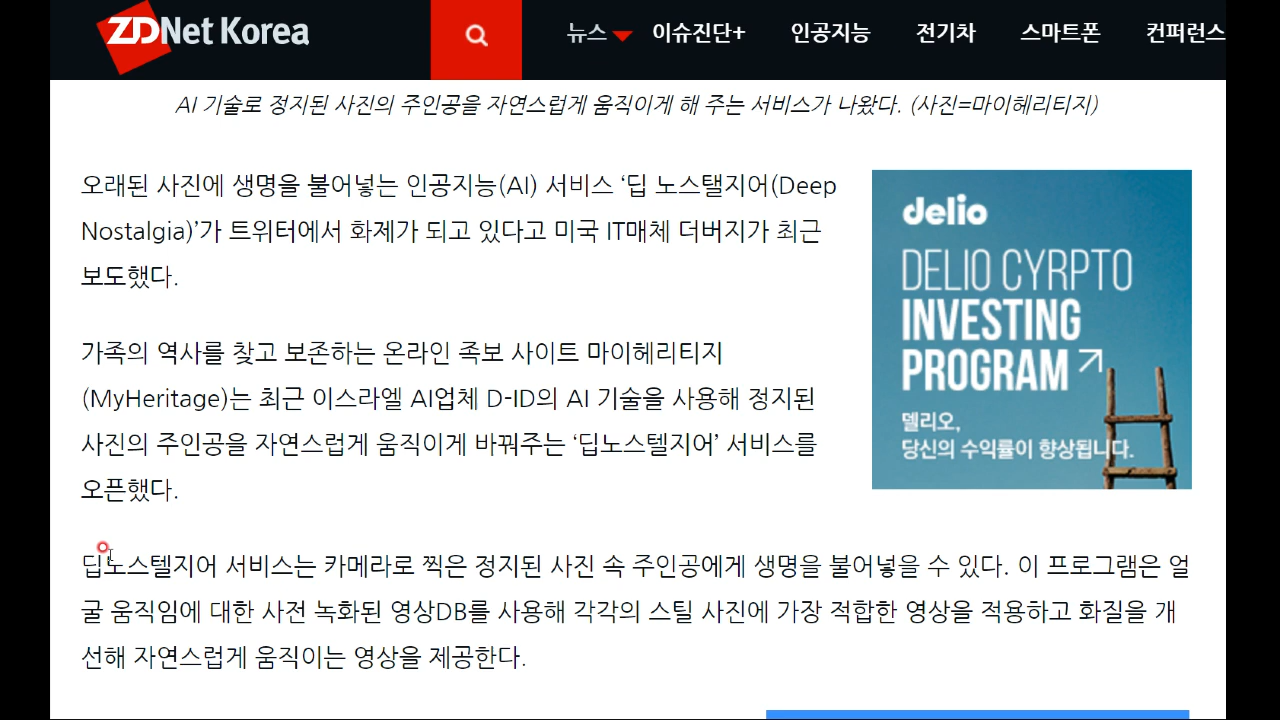 ZDNet Korea
뉴스 이슈진단+ 인공지능 전기차 스마트폰 컨퍼런스
AI 기술로 정지된 사진의 주인공을 자연스럽게 움직이게 해 주는 서비스가 나왔다. (사진=마이헤리티지)
오래된 사진에 생명을 불어넣는 인공지능(AI) 서비스 ‘딥 노스탤지어(Deep
Nostalgia)’가 트위터에서 화제가 되고 있다고 미국 IT매체 더버지가 최근
보도했다.
가족의 역사를 찾고 보존하는 온라인 족보 사이트 마이헤리티지
(MyHeritage)는 최근 이스라엘 AI업체 D-ID의 AI 기술을 사용해 정지된
사진의 주인공을 자연스럽게 움직이게 바꿔주는 ‘딥노스텔지어’ 서비스를
오픈했다.
delio
DELIO CYRPTO
INVESTING
PROGRAM
델리오,
당신의 수익률이 향상됩니다.
딥노스텔지어 서비스는 카메라로 찍은 정지된 사진 속 주인공에게 생명을 불어넣을 수 있다. 이 프로그램은 얼
굴 움직임에 대한 사전 녹화된 영상DB를 사용해 각각의 스틸 사진에 가장 적합한 영상을 적용하고 화질을 개
선해 자연스럽게 움직이는 영상을 제공한다.